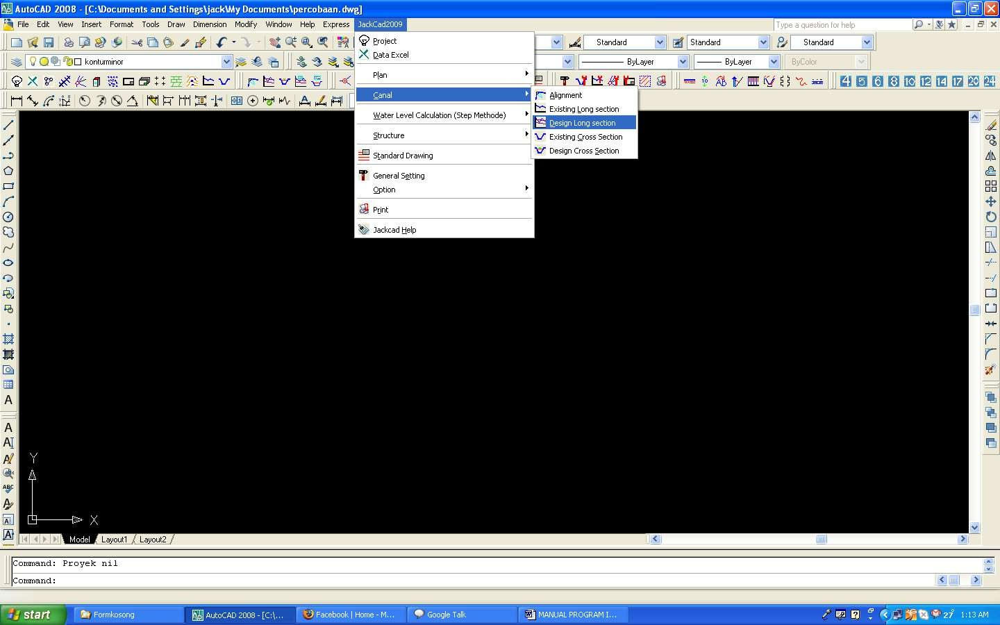 AutoCAD 2008 - [C:\Documents and Settings\jack\My Documents\percobaan.dwg]
File Edit View Insert Format Tools Draw Dimension Modify Window Help Express JackCad2009
Type a question for help
Project
Standard Standard Standard
Data Excel
konturminor
ByLayer ByLayer ByColor
Plan
4 5 6 8 10 12 14 16 17 20 24
Canal
Alignment
Existing Long section
Water Level Calculation (Step Methode)
Design Long section
Structure
Existing Cross Section
Design Cross Section
Standard Drawing
General Setting
Option
Print
Jackcad Help
A
A
Y
X
Model Layout1 Layout2
Command: Proyek nil
Command:
start Formkosong AutoCAD 2008 - [C:\... Facebook | Home - M... Google Talk MANUAL PROGRAM I... 27 1:13 AM